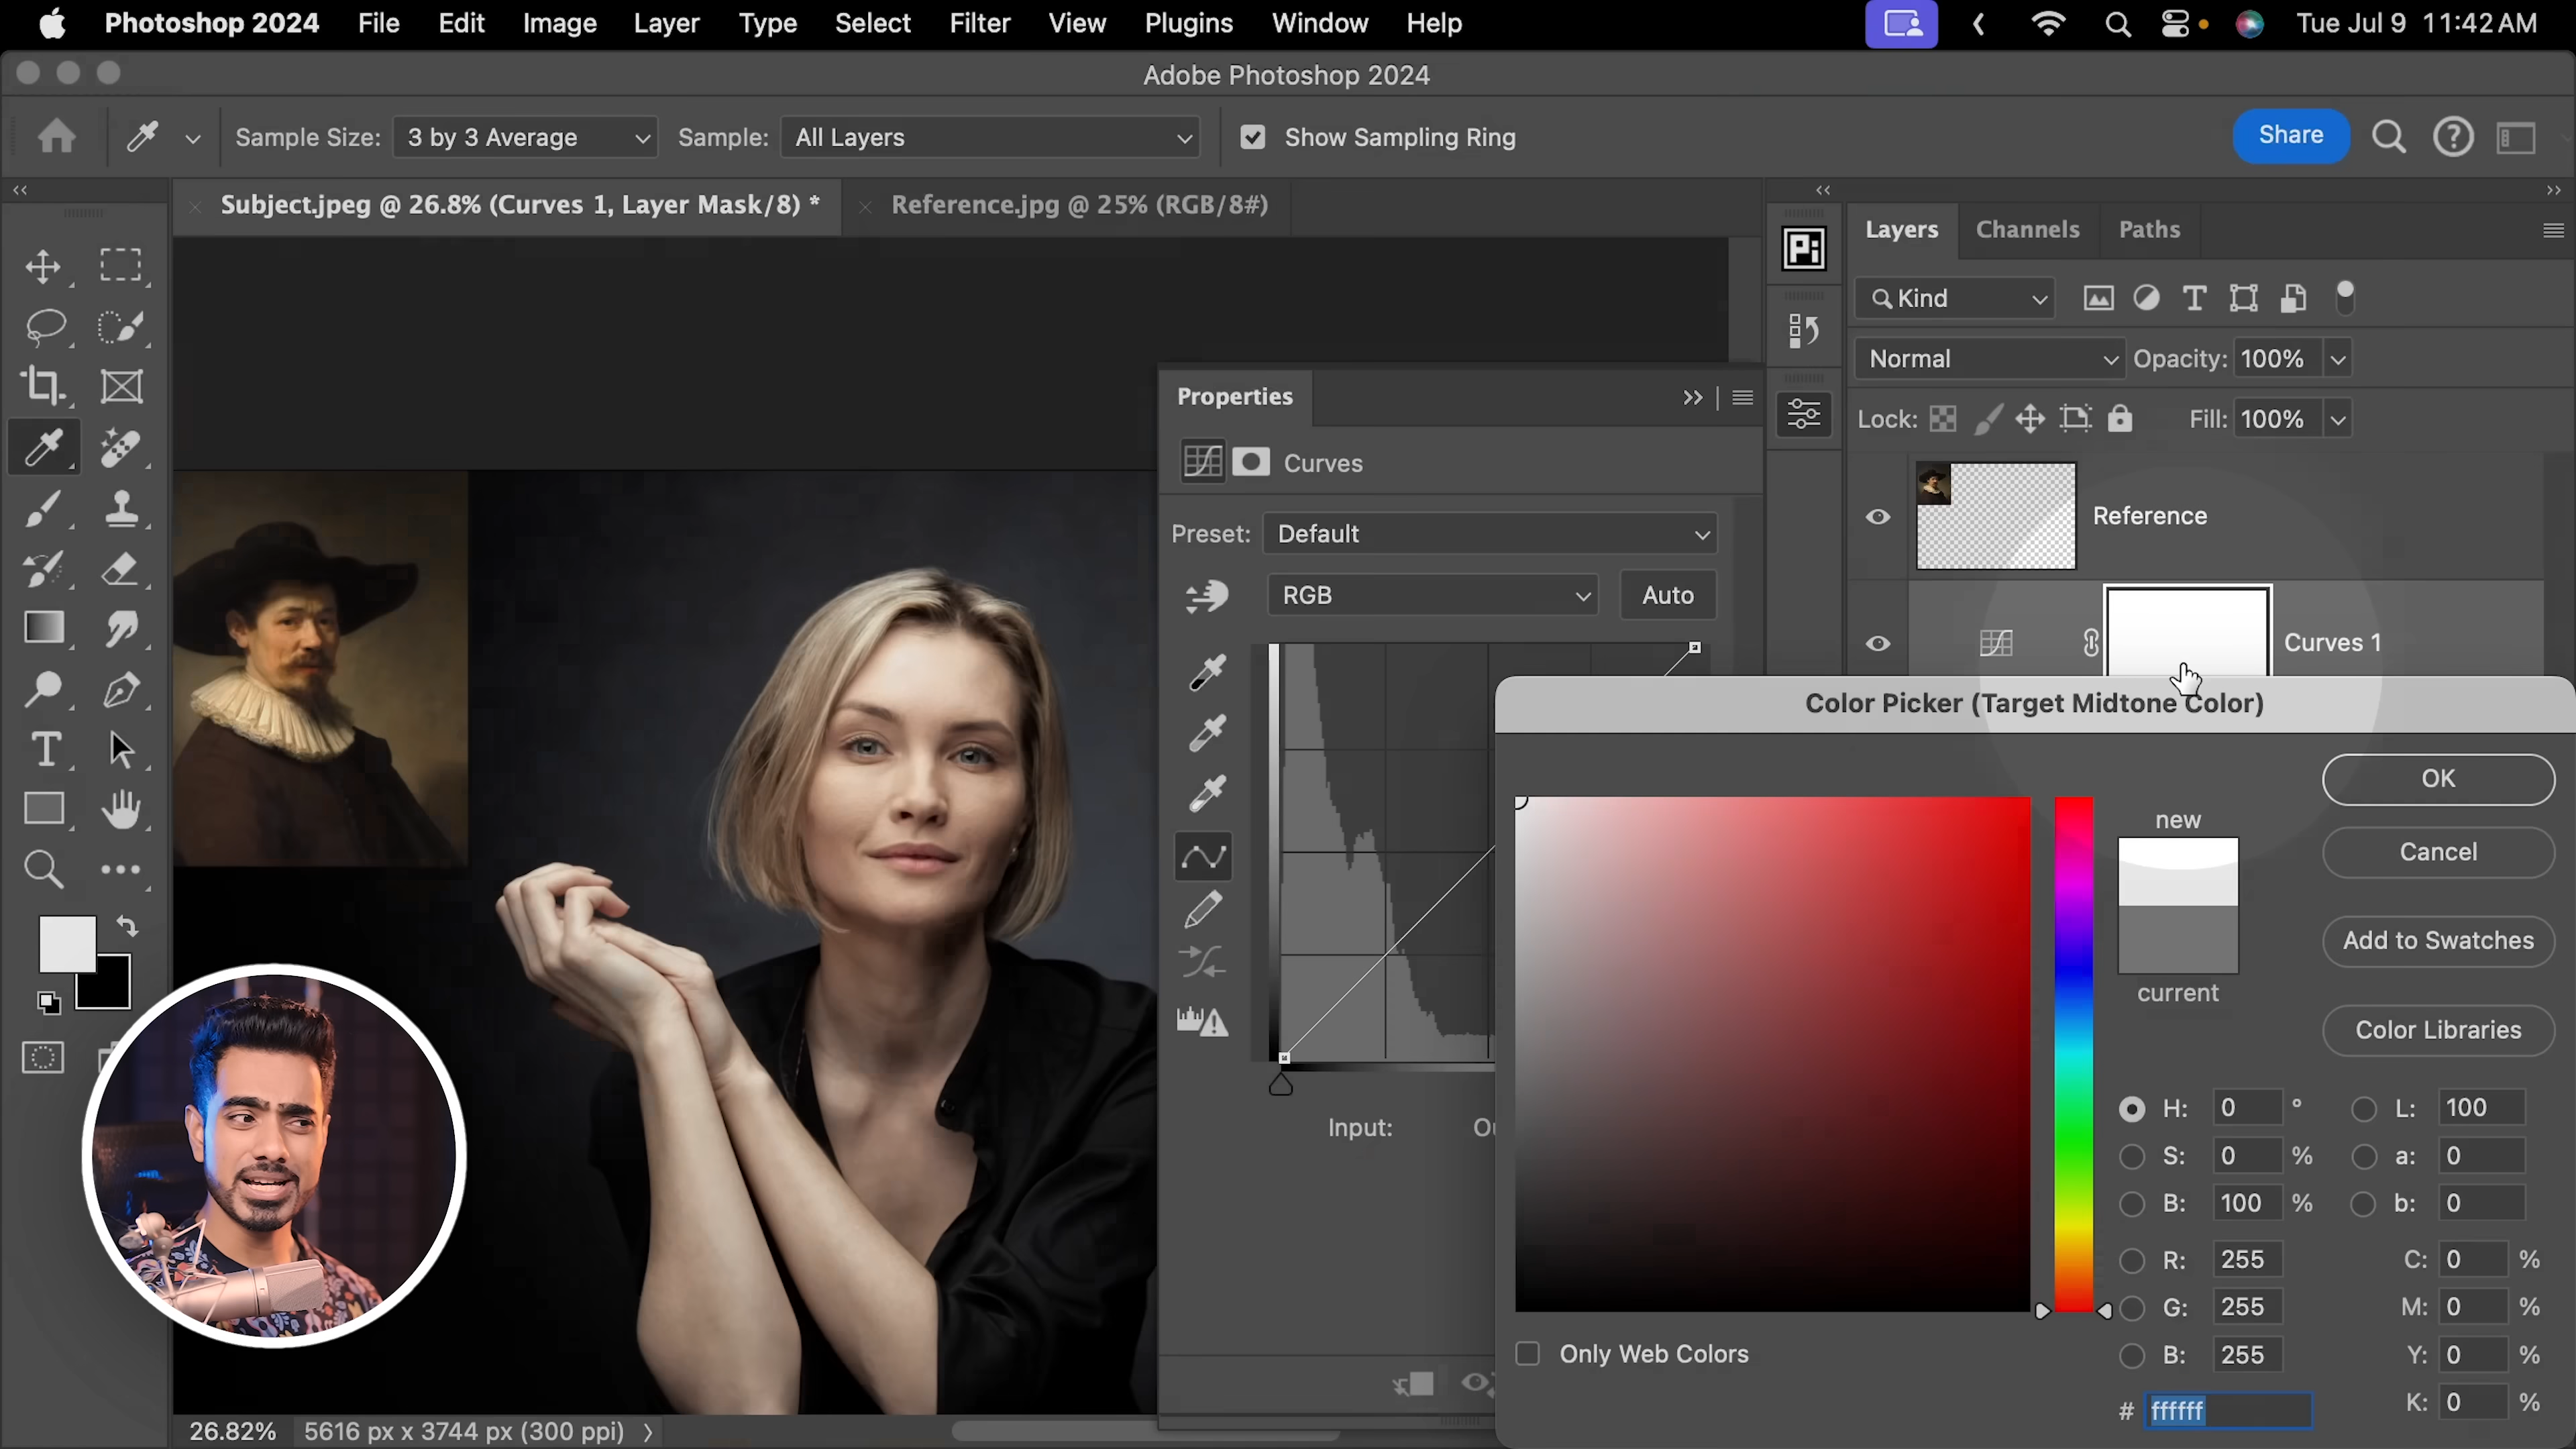 Photoshop 2024 File Edit Image Layer Type Select Filter View Plugins Window Help Tue Jul 9 11:42 AM
Adobe Photoshop 2024
Sample Size: 3 by 3 Average Sample: All Layers Show Sampling Ring Share
Subject.jpeg @ 26.8% (Curves 1, Layer Mask/8) * Reference.jpg @ 25% (RGB/8#)
Layers Channels Paths
Pi
Kind
Normal Opacity: 100%
Lock: Fill: 100%
Reference
Curves 1
Properties
Curves
Preset: Default
RGB Auto
Input:
Color Picker (Target Midtone Color)
OK
new
Cancel
Add to Swatches
current
Color Libraries
H: 0 ° L: 100
S: 0 % a: 0
B: 100 % b: 0
R: 255 C: 0 %
G: 255 M: 0 %
B: 255 Y: 0 %
Only Web Colors
# ffffff K: 0 %
26.82% 5616 px x 3744 px (300 ppi)